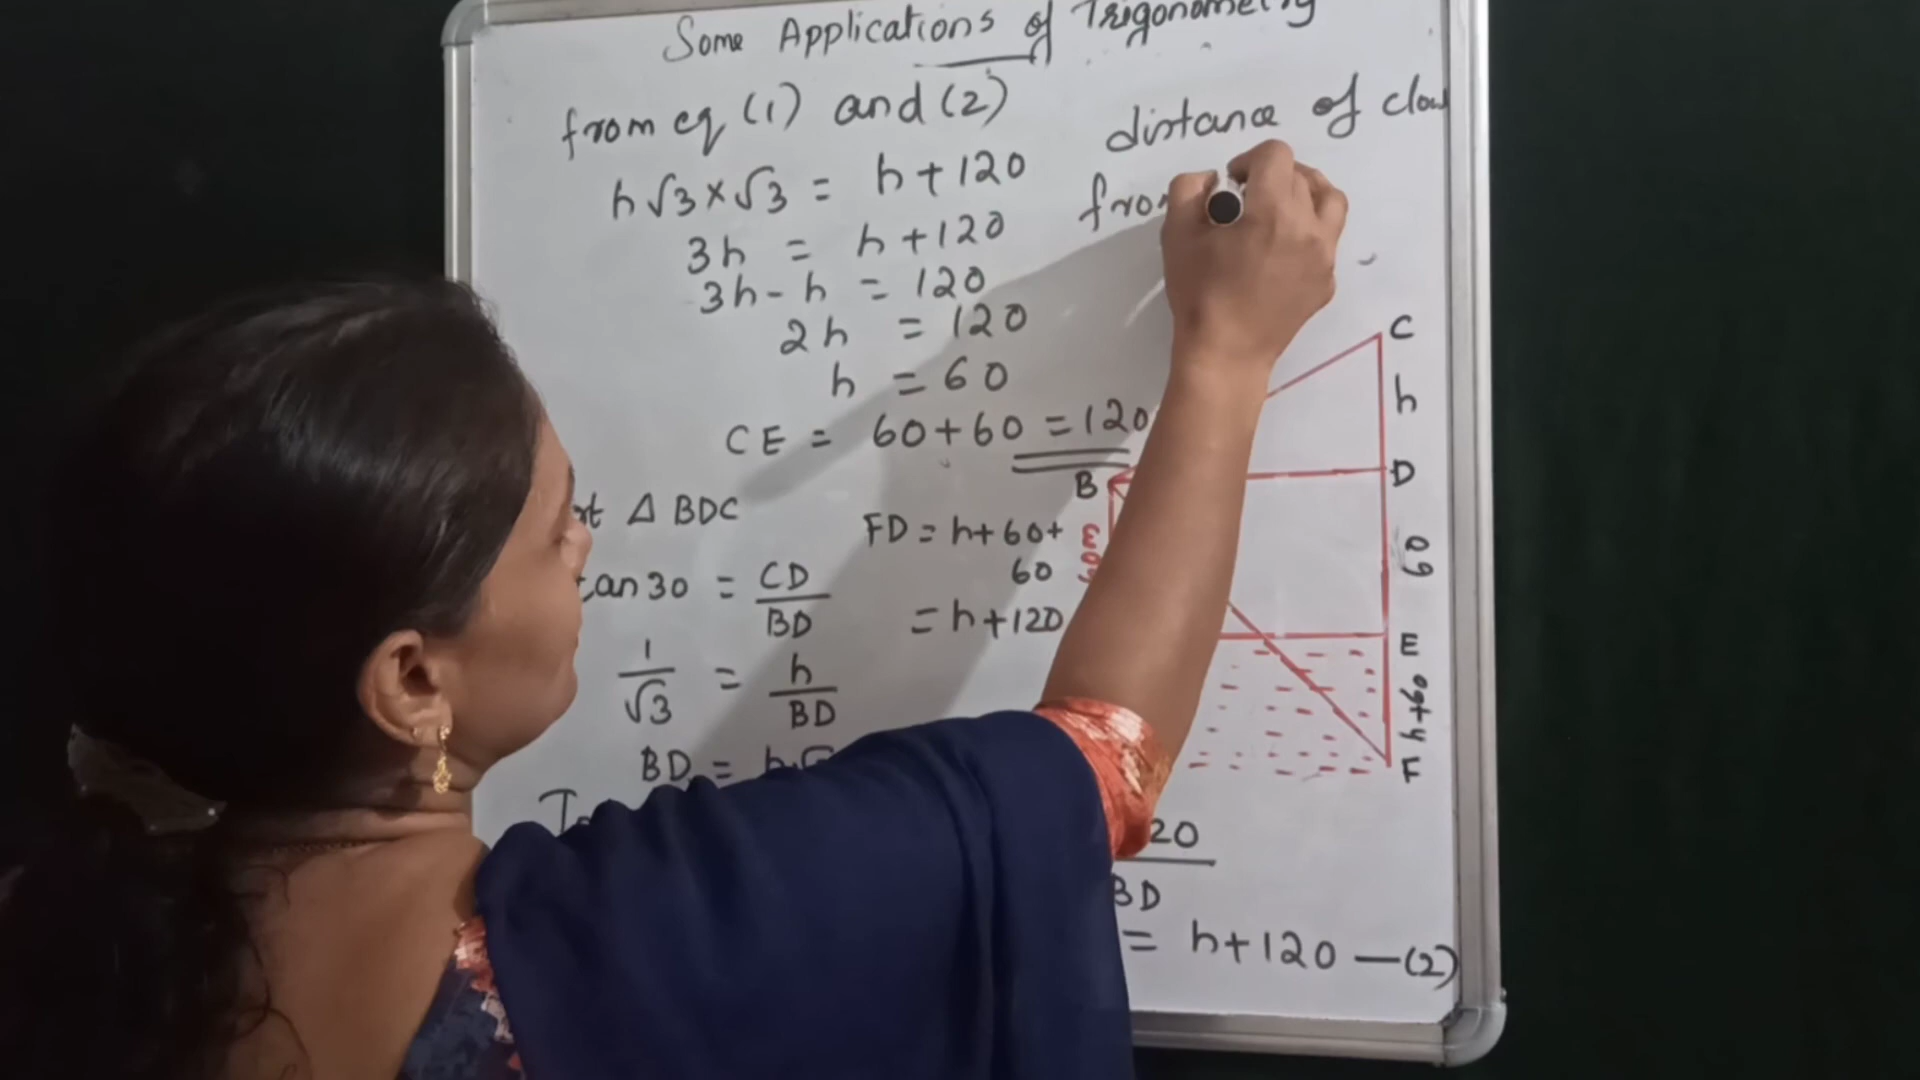 Some Applications of Trigonometry
from eq (1) and (2)
h√3×√3 = h+120
3h = h+120
3h-h = 120
2h = 120
h = 60
CE = 60+60 = 120
distance of
△ BDC
tan30 = CD/BD
1/√3 = h/BD
BD =
FD = h+60+
60
= h+120
C
h
B
D
60
E
h+60
F
BD
= h+120 —(2)